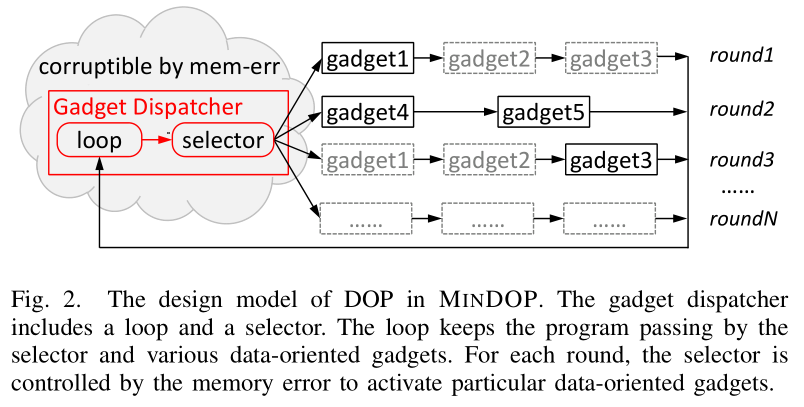 corruptible by mem-err
Gadget Dispatcher
loop
selector
gadget1
gadget2
gadget3
round1
gadget4
gadget5
round2
gadget1
gadget2
gadget3
round3
......
......
......
......
roundN
Fig. 2. The design model of DOP in MINDOP. The gadget dispatcher
includes a loop and a selector. The loop keeps the program passing by the
selector and various data-oriented gadgets. For each round, the selector is
controlled by the memory error to activate particular data-oriented gadgets.